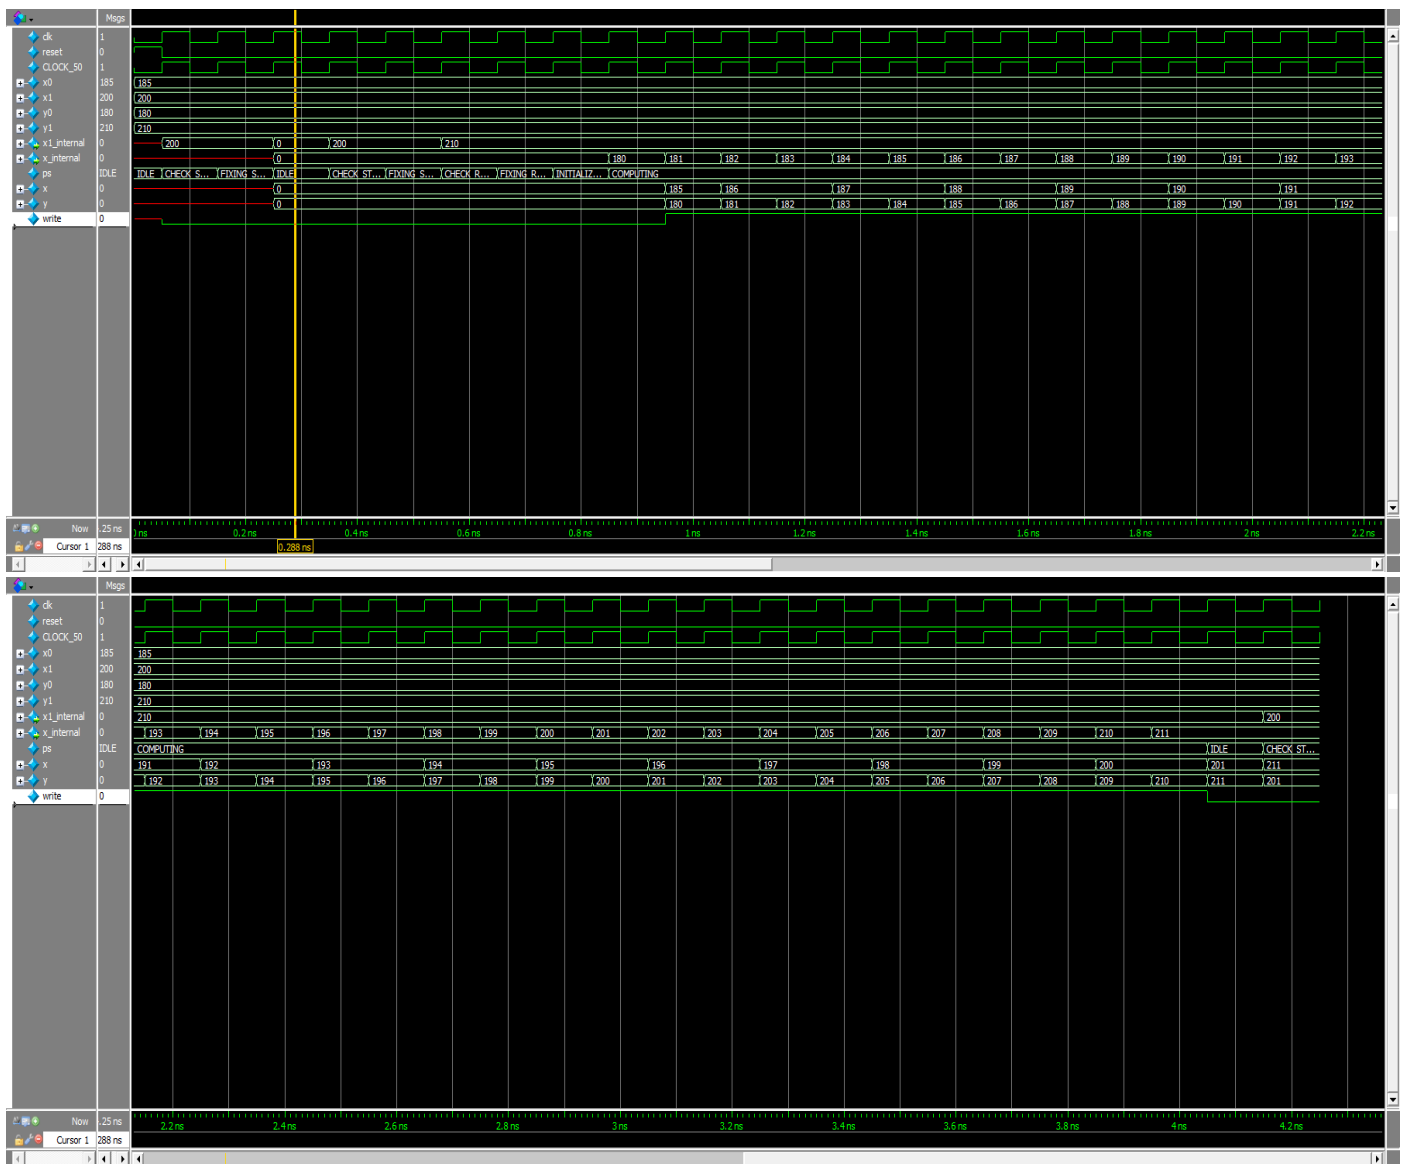 Msgs
clk 1
reset 0
CLOCK_50 1
x0 185 185
x1 200 200
y0 180 180
y1 210 210
x1_internal 0 200 0 200 210
x_internal 0 0 180 181 182 183 184 185 186 187 188 189 190 191 192 193
ps IDLE IDLE CHECK S... FIXING S... IDLE CHECK ST... FIXING S... CHECK R... FIXING R... INITIALIZ... COMPUTING
x 0 0 185 186 187 188 189 190 191
y 0 0 180 181 182 183 184 185 186 187 188 189 190 191 192
write 0
Now .25 ns ns 0.2 ns 0.4 ns 0.6 ns 0.8 ns 1 ns 1.2 ns 1.4 ns 1.6 ns 1.8 ns 2 ns 2.2 ns
Cursor 1 288 ns 0.288 ns
Msgs
clk 1
reset 0
CLOCK_50 1
x0 185 185
x1 200 200
y0 180 180
y1 210 210
x1_internal 0 210 200
x_internal 0 193 194 195 196 197 198 199 200 201 202 203 204 205 206 207 208 209 210 211
ps IDLE COMPUTING IDLE CHECK ST...
x 0 191 192 193 194 195 196 197 198 199 200 201 211
y 0 192 193 194 195 196 197 198 199 200 201 202 203 204 205 206 207 208 209 210 211 201
write 0
Now .25 ns 2.2 ns 2.4 ns 2.6 ns 2.8 ns 3 ns 3.2 ns 3.4 ns 3.6 ns 3.8 ns 4 ns 4.2 ns
Cursor 1 288 ns